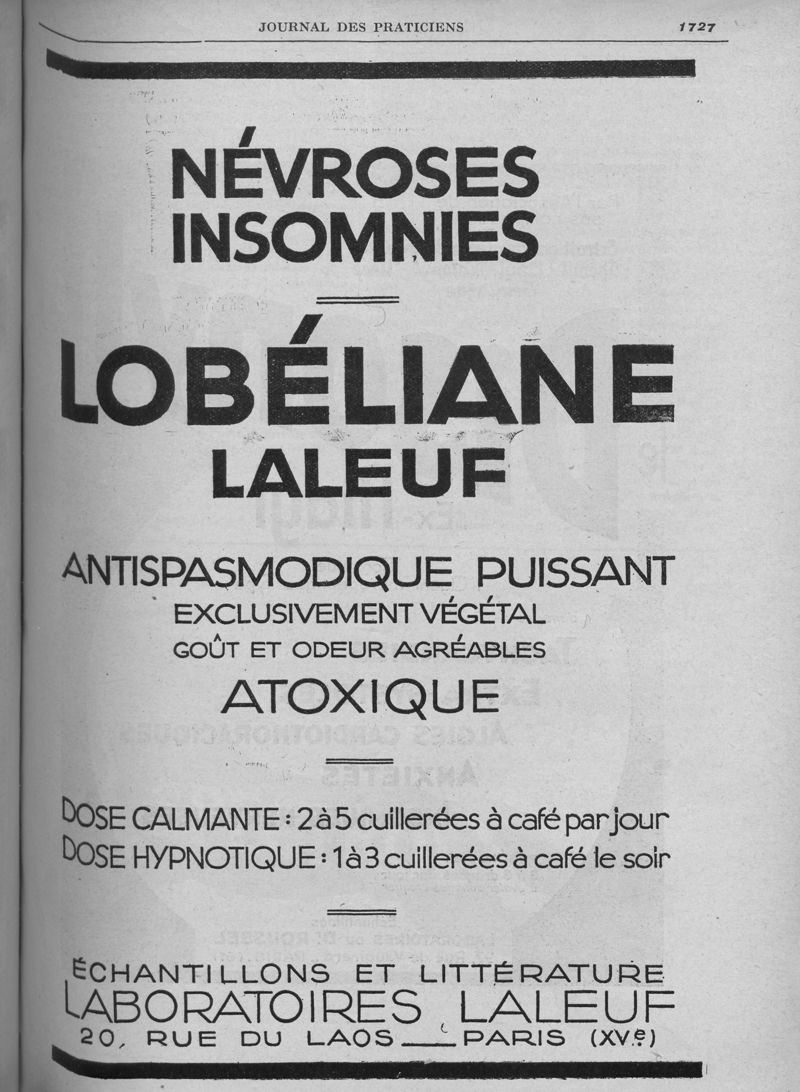 JOURNAL DES PRATICIENS 1727
NÉVROSES
INSOMNIES
LOBÉLIANE
LALEUF
ANTISPASMODIQUE PUISSANT
EXCLUSIVEMENT VÉGÉTAL
GOÛT ET ODEUR AGRÉABLES
ATOXIQUE
DOSE CALMANTE : 2 à 5 cuillerées à café par jour
DOSE HYPNOTIQUE : 1 à 3 cuillerées à café le soir
ÉCHANTILLONS ET LITTÉRATURE
LABORATOIRES LALEUF
20, RUE DU LAOS __ PARIS (XVe)